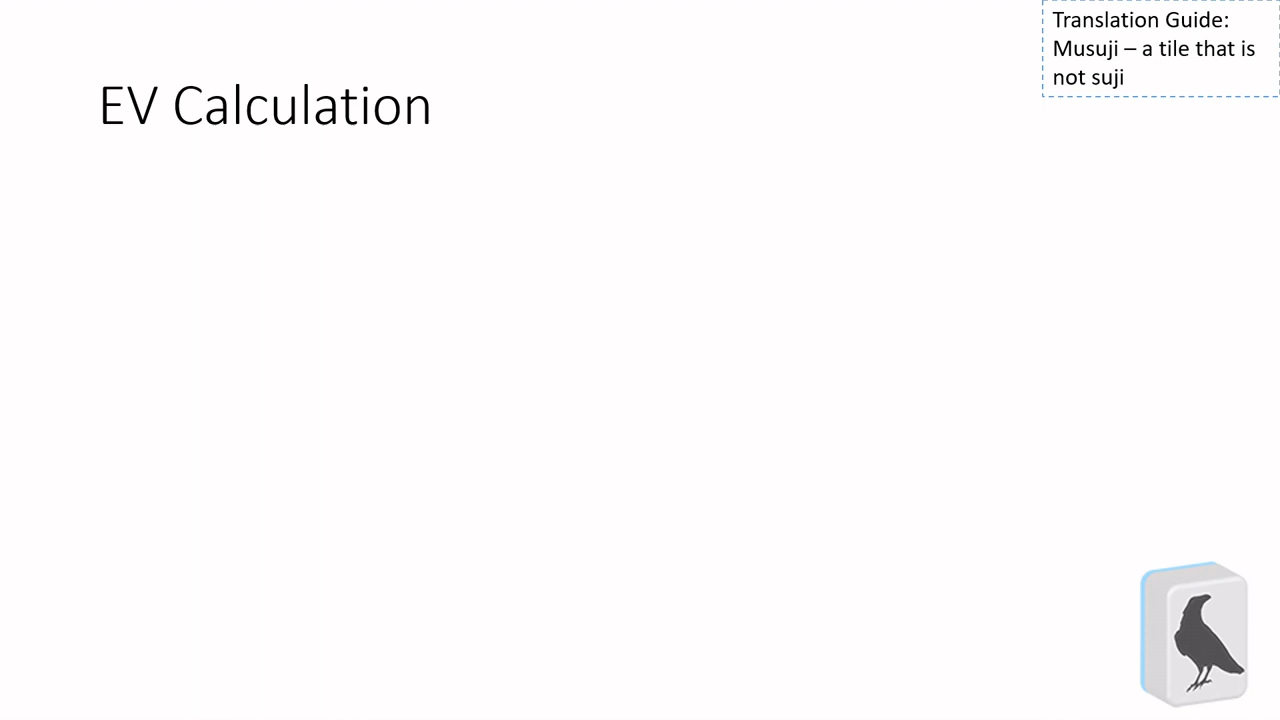 EV Calculation
Translation Guide:
Musuji – a tile that is
not suji